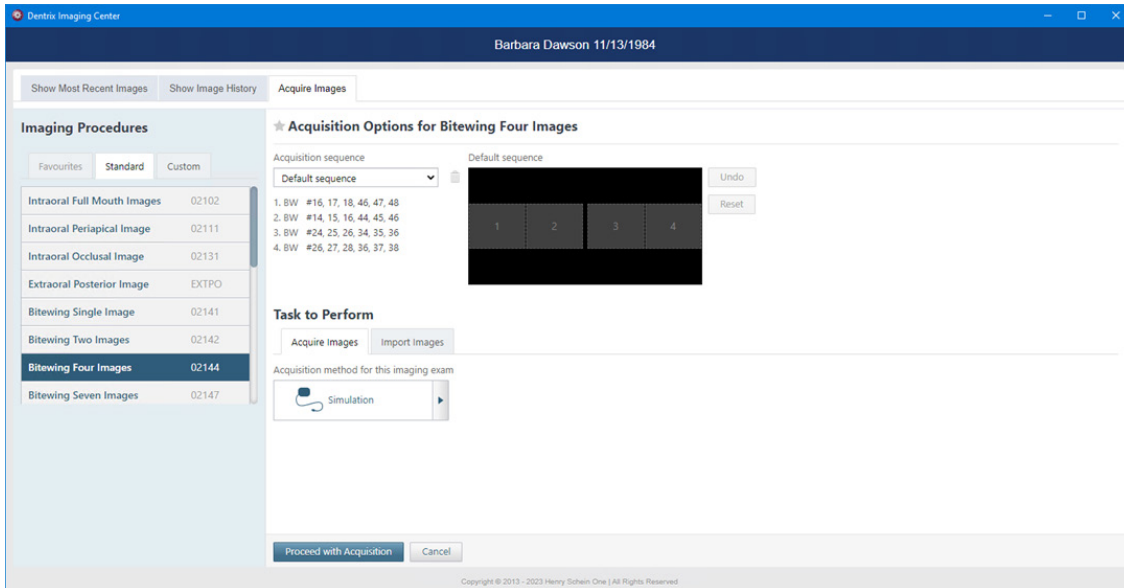 Dentrix Imaging Center
Barbara Dawson 11/13/1984
Show Most Recent Images Show Image History Acquire Images
Imaging Procedures
Favourites Standard Custom
Intraoral Full Mouth Images 02102
Intraoral Periapical Image 02111
Intraoral Occlusal Image 02131
Extraoral Posterior Image EXTPO
Bitewing Single Image 02141
Bitewing Two Images 02142
Bitewing Four Images 02144
Bitewing Seven Images 02147
Acquisition Options for Bitewing Four Images
Acquisition sequence
Default sequence
1. BW #16, 17, 18, 46, 47, 48
2. BW #14, 15, 16, 44, 45, 46
3. BW #24, 25, 26, 34, 35, 36
4. BW #26, 27, 28, 36, 37, 38
Default sequence
1 2 3 4
Undo
Reset
Task to Perform
Acquire Images Import Images
Acquisition method for this imaging exam
Simulation
Proceed with Acquisition Cancel
Copyright © 2013 - 2023 Henry Schein One | All Rights Reserved